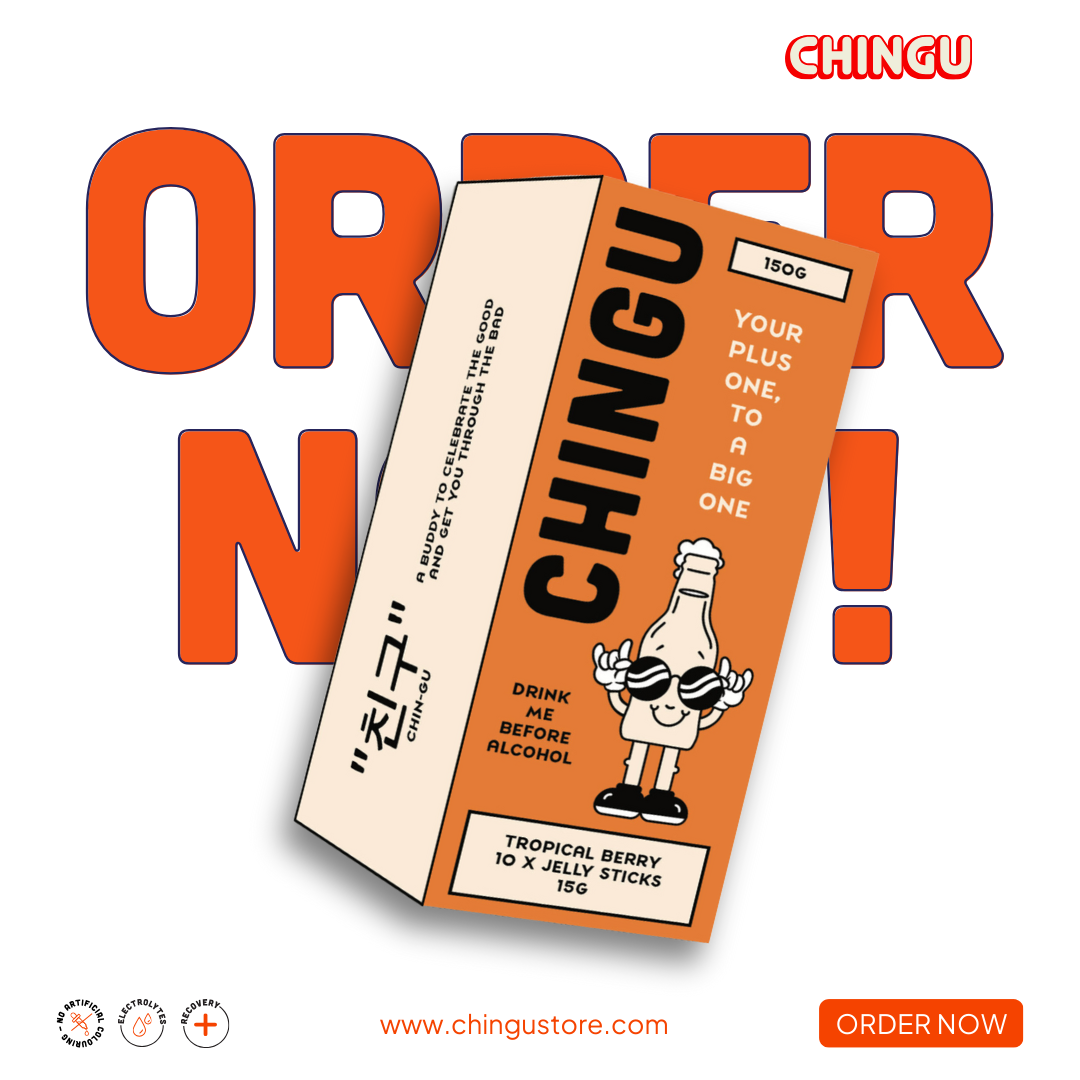 CHINGU
ORDER
NOW!
150G
YOUR
PLUS
ONE,
TO
A
BIG
ONE
CHINGU
A BUDDY TO CELEBRATE THE GOOD
AND GET YOU THROUGH THE BAD
"친구"
CHIN-GU
DRINK
ME
BEFORE
ALCOHOL
TROPICAL BERRY
10 X JELLY STICKS
15G
- NO ARTIFICIAL COLOURING
ELECTROLYTES
RECOVERY
www.chingustore.com
ORDER NOW